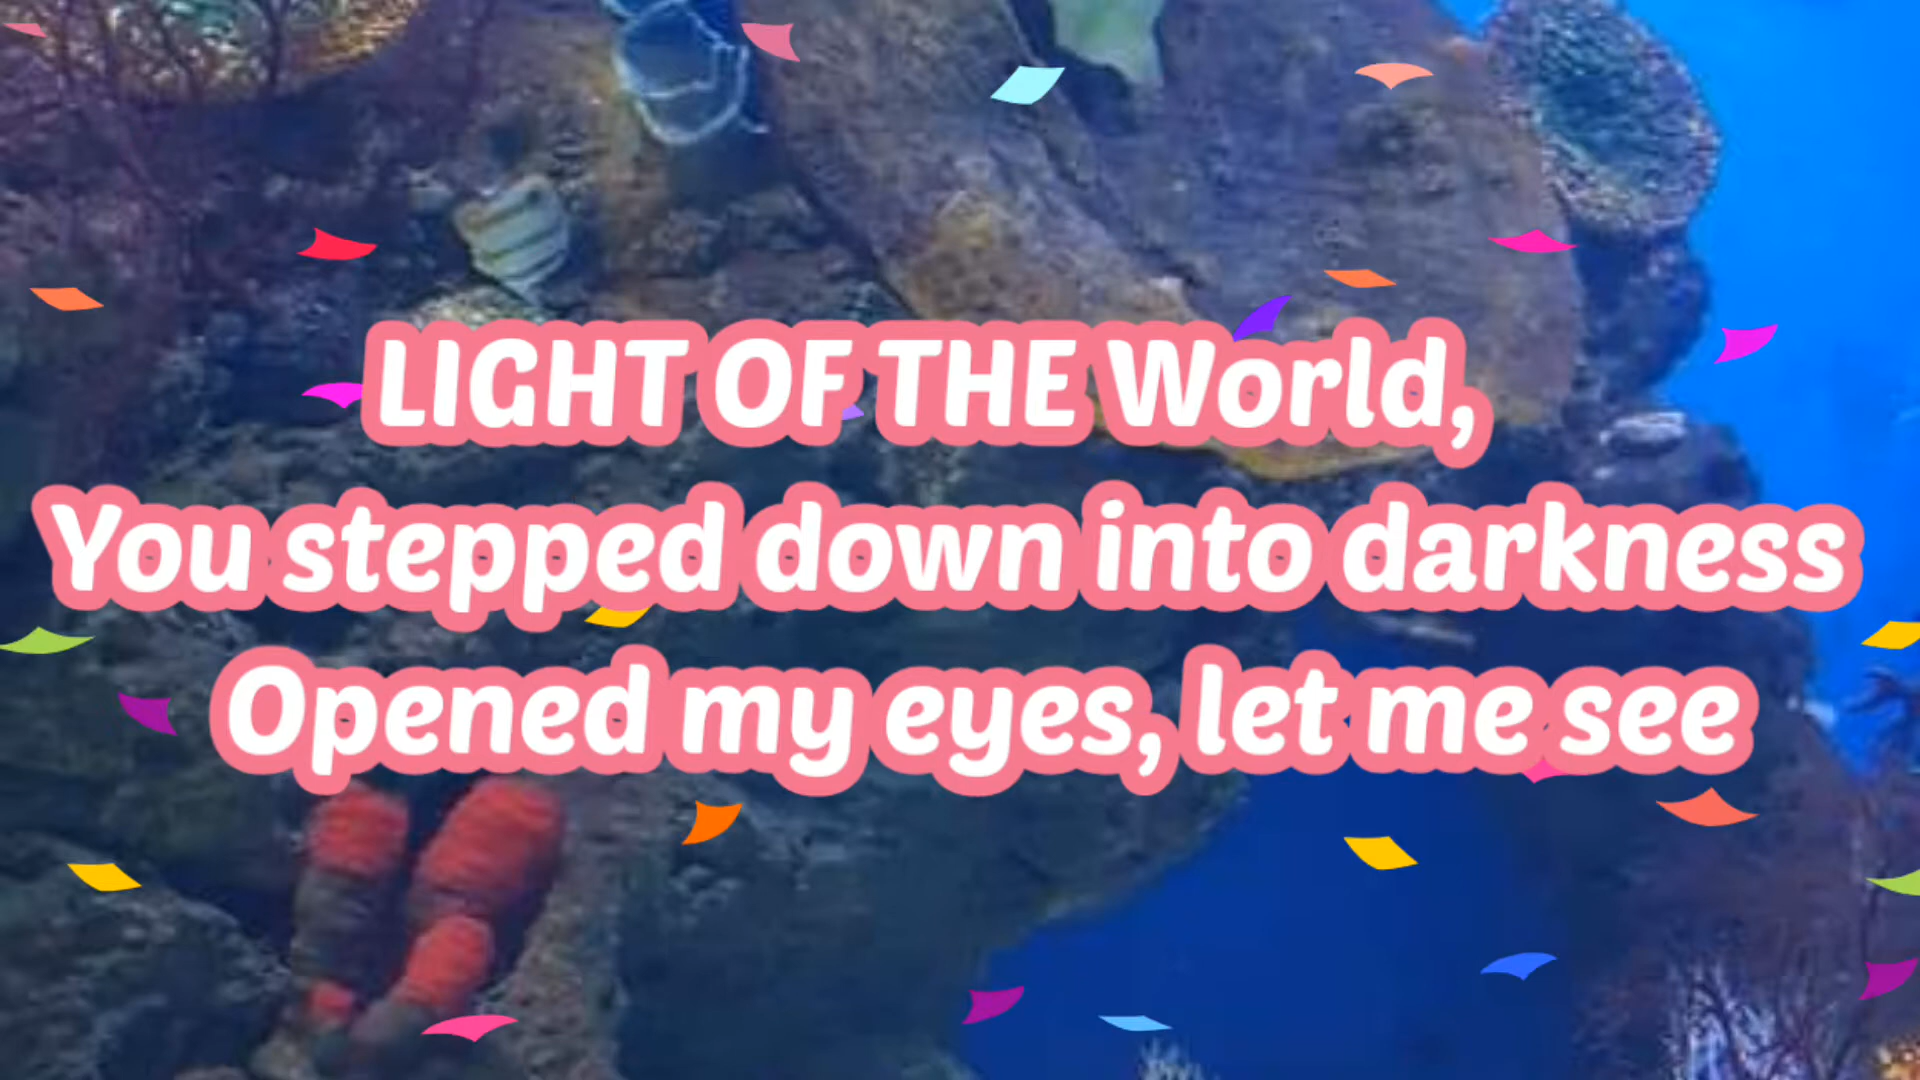 LIGHT OF THE World,
You stepped down into darkness
Opened my eyes, let me see